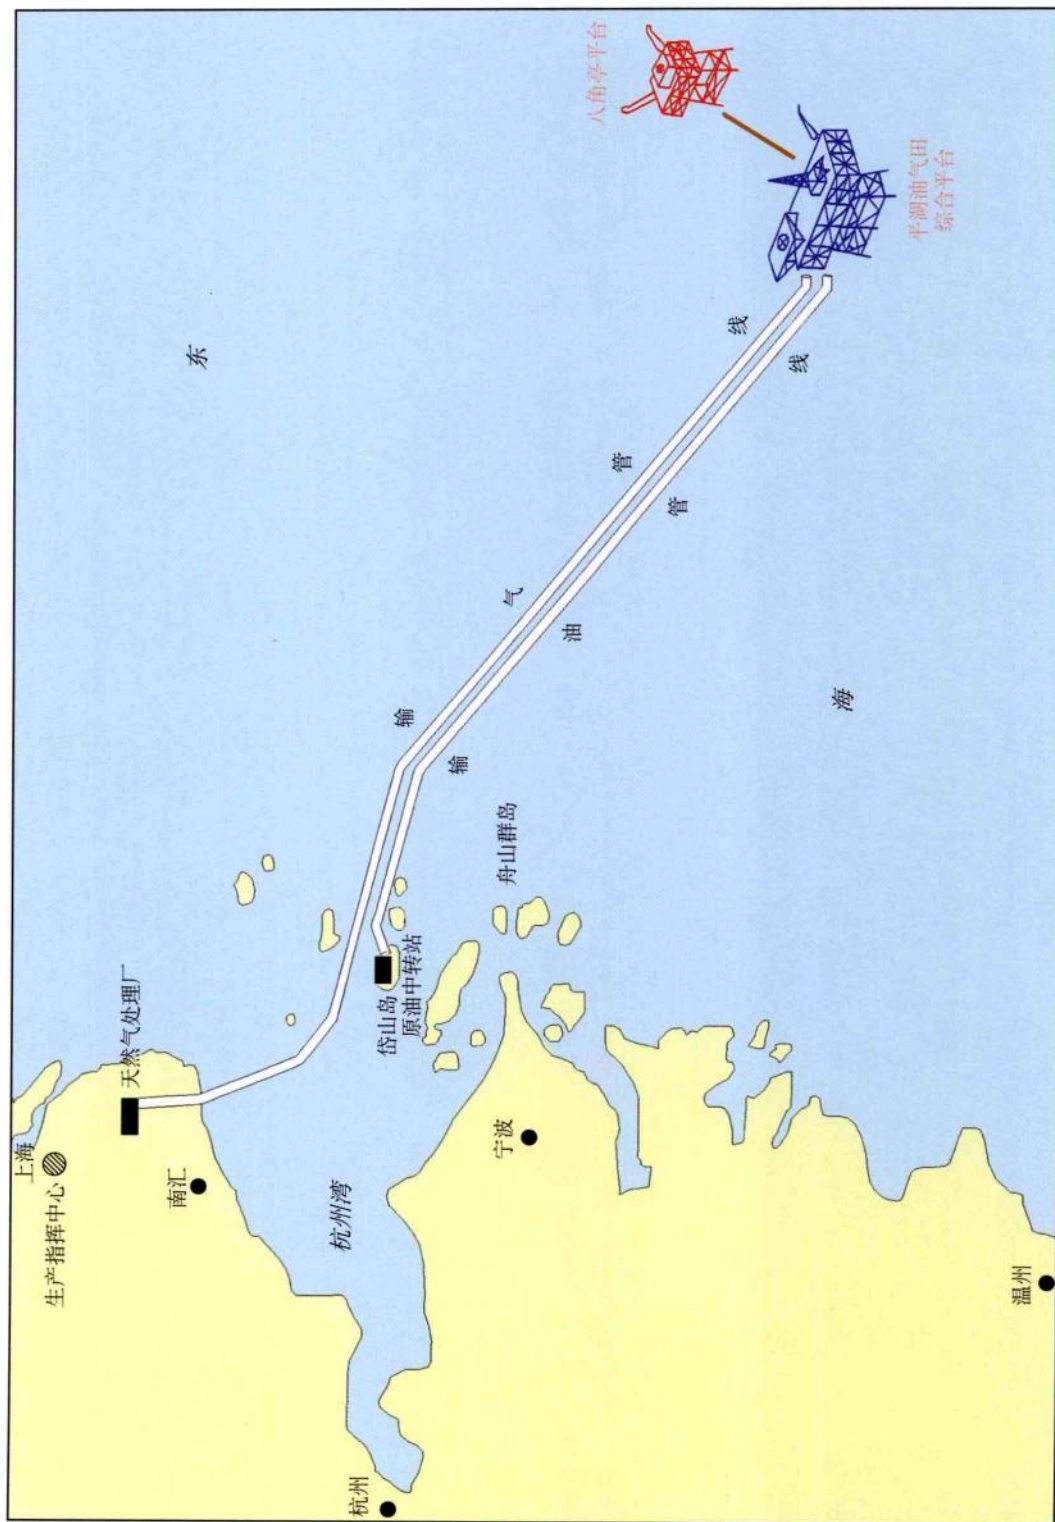 上海
生产指挥中心
天然气处理厂
南汇
杭州湾
杭州
岱山岛
原油中转站
舟山群岛
宁波
温州
东
海
输气管线
输油管线
八角亭平台
平湖油气田
综合平台